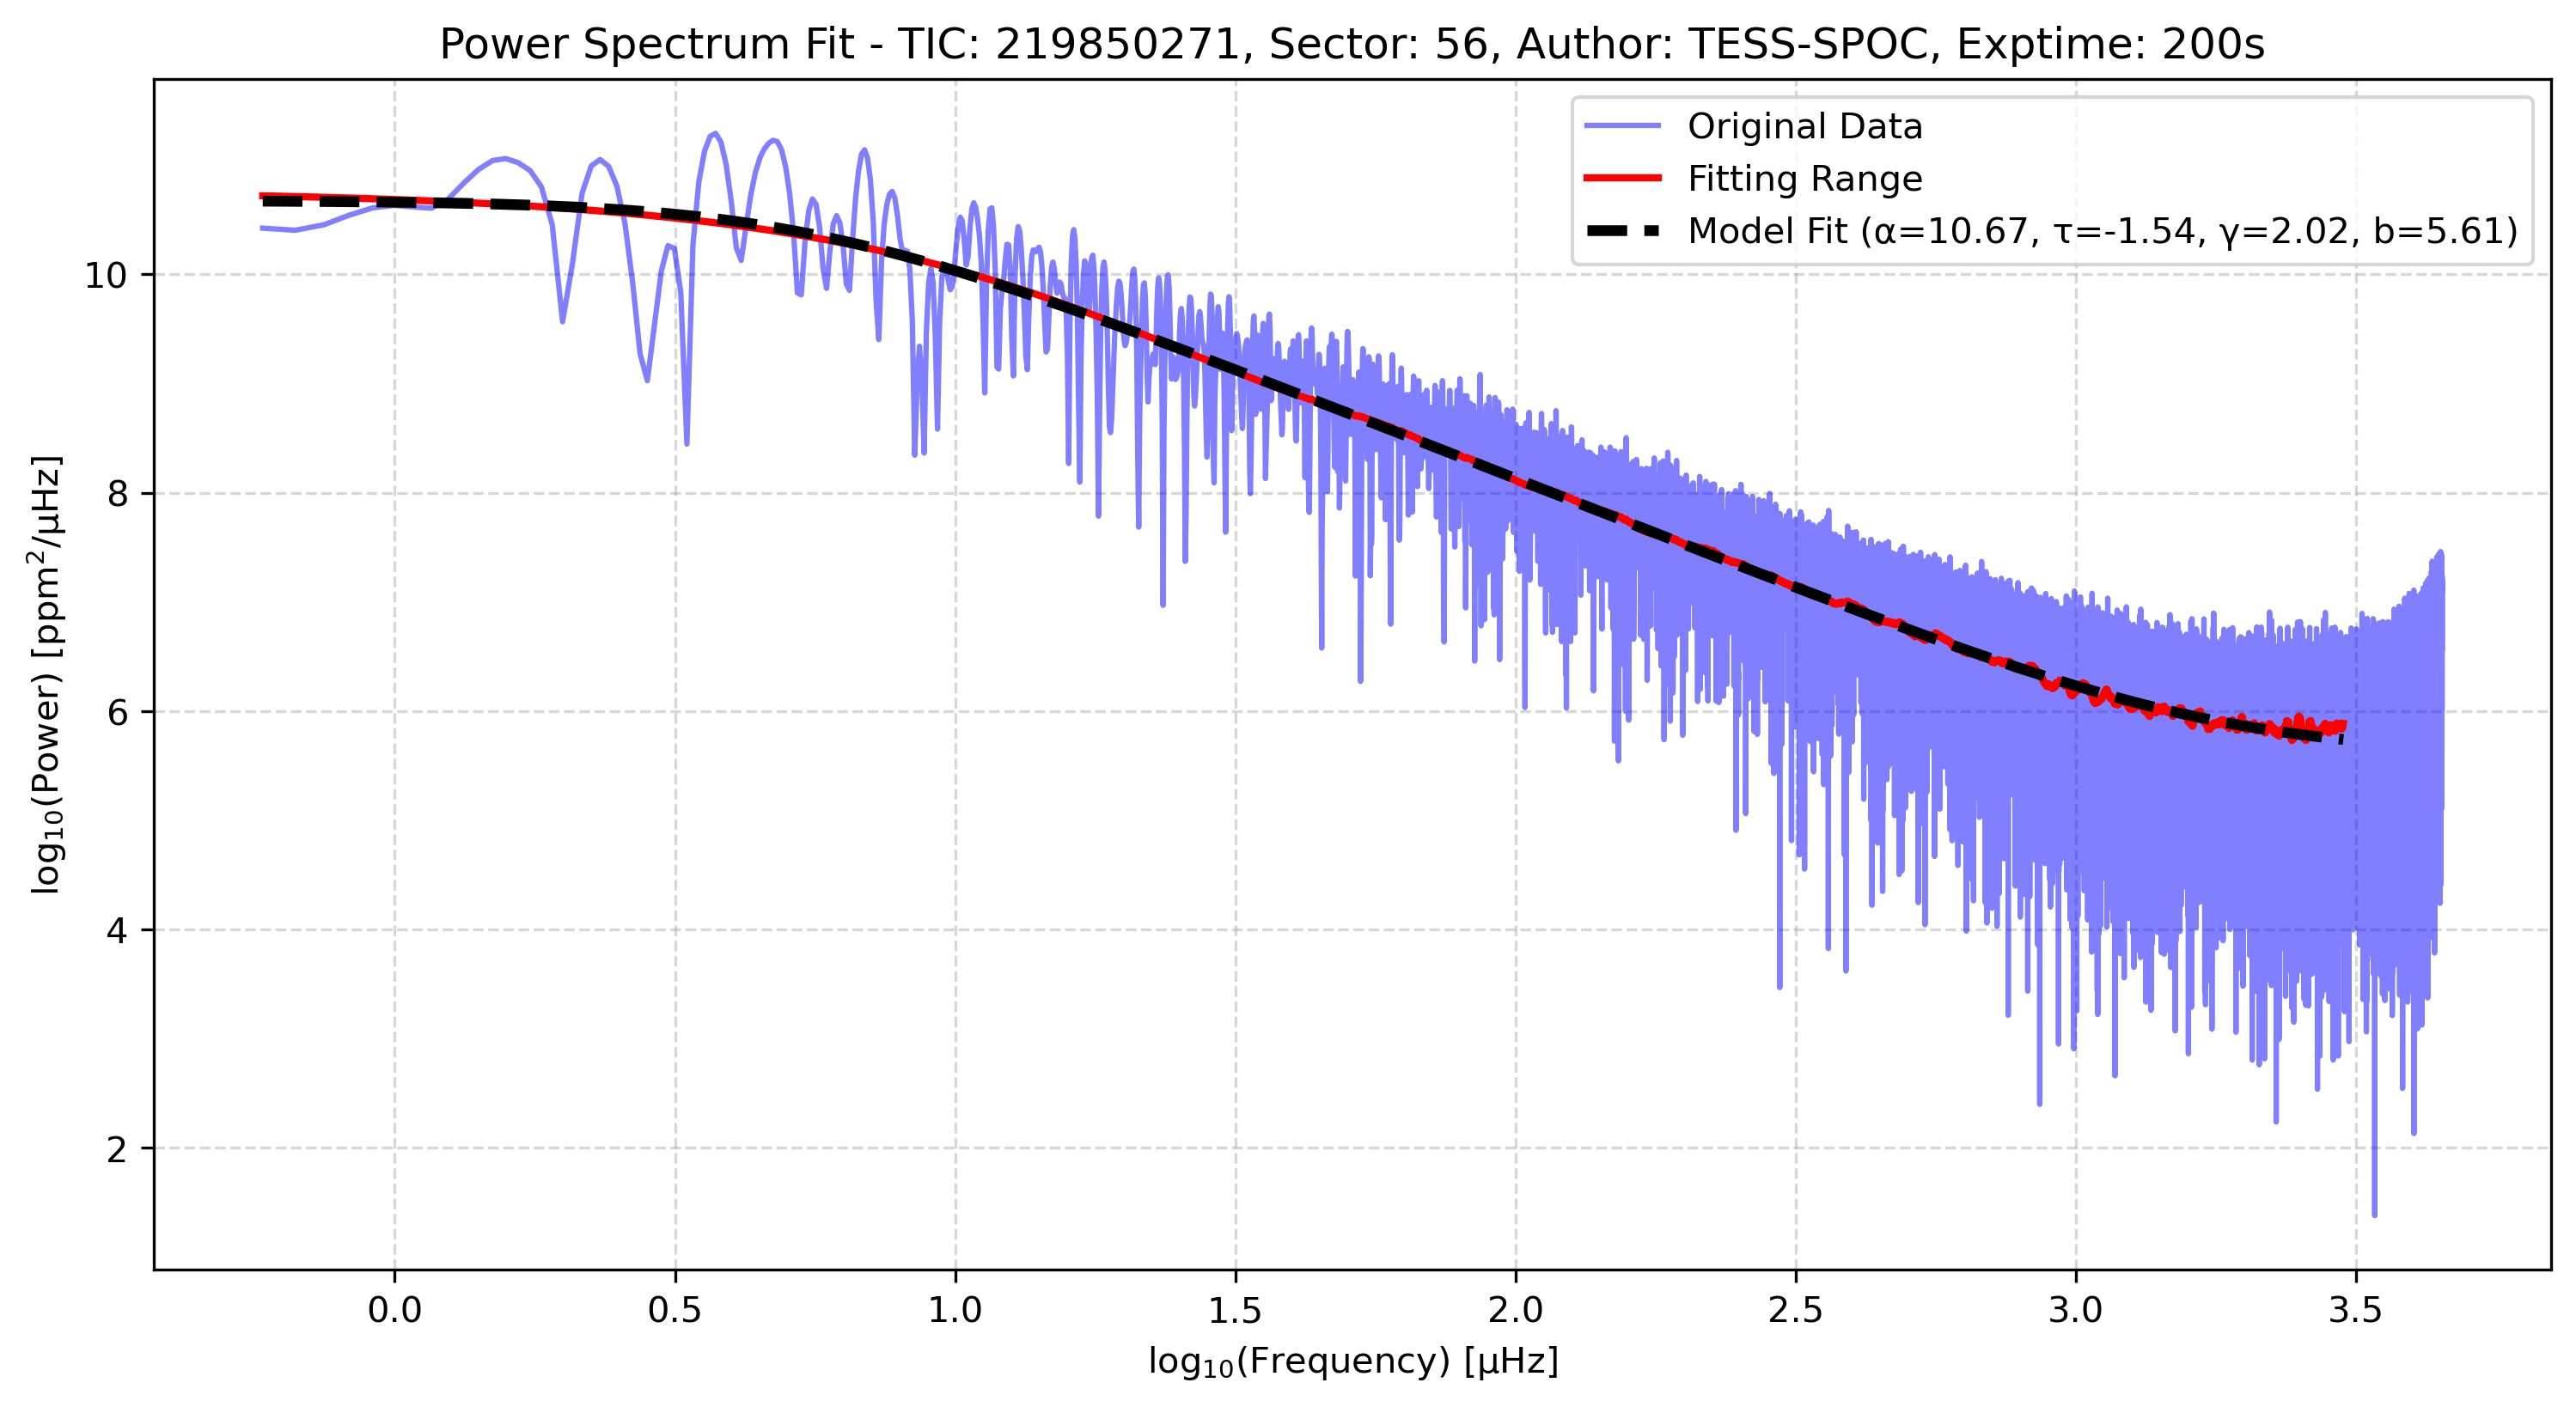 Power Spectrum Fit - TIC: 219850271, Sector: 56, Author: TESS-SPOC, Exptime: 200s
Original Data
Fitting Range
Model Fit (α=10.67, τ=-1.54, γ=2.02, b=5.61)
log₁₀(Power) [ppm²/μHz]
10
8
6
4
2
0.0 0.5 1.0 1.5 2.0 2.5 3.0 3.5
log₁₀(Frequency) [μHz]